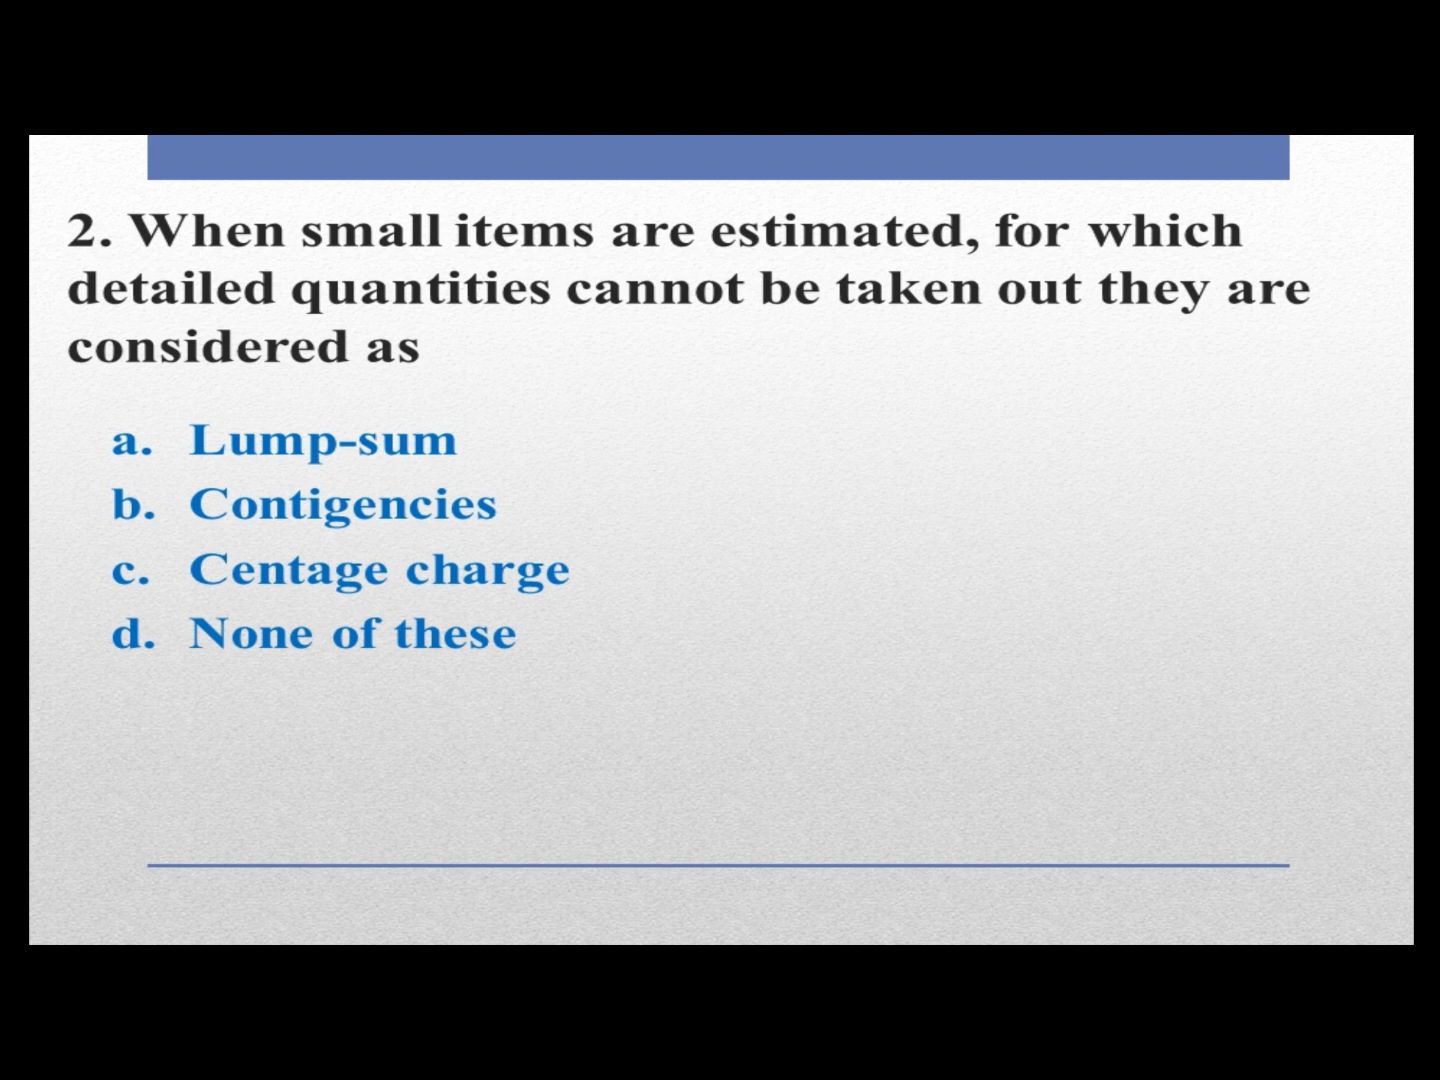 2. When small items are estimated, for which
detailed quantities cannot be taken out they are
considered as
a. Lump-sum
b. Contigencies
c. Centage charge
d. None of these